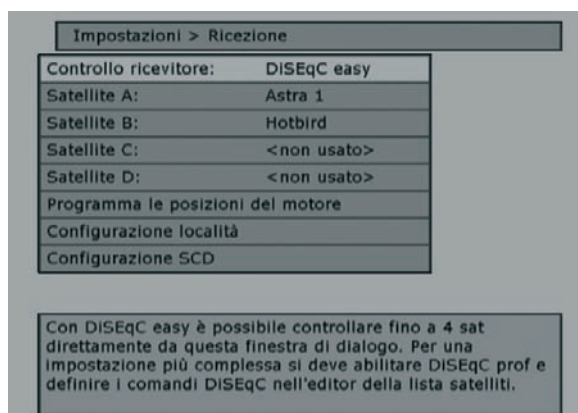 Impostazioni > Ricezione
Controllo ricevitore: DiSEqC easy
Satellite A: Astra 1
Satellite B: Hotbird
Satellite C: <non usato>
Satellite D: <non usato>
Programma le posizioni del motore
Configurazione località
Configurazione SCD
Con DiSEqC easy è possibile controllare fino a 4 sat
direttamente da questa finestra di dialogo. Per una
impostazione più complessa si deve abilitare DiSEqC prof e
definire i comandi DiSEqC nell'editor della lista satelliti.